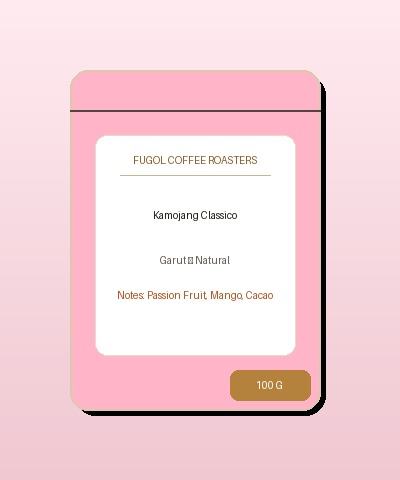 FUGOL COFFEE ROASTERS
Kamojang Classico
Garut Natural
Notes: Passion Fruit, Mango, Cacao
100 G